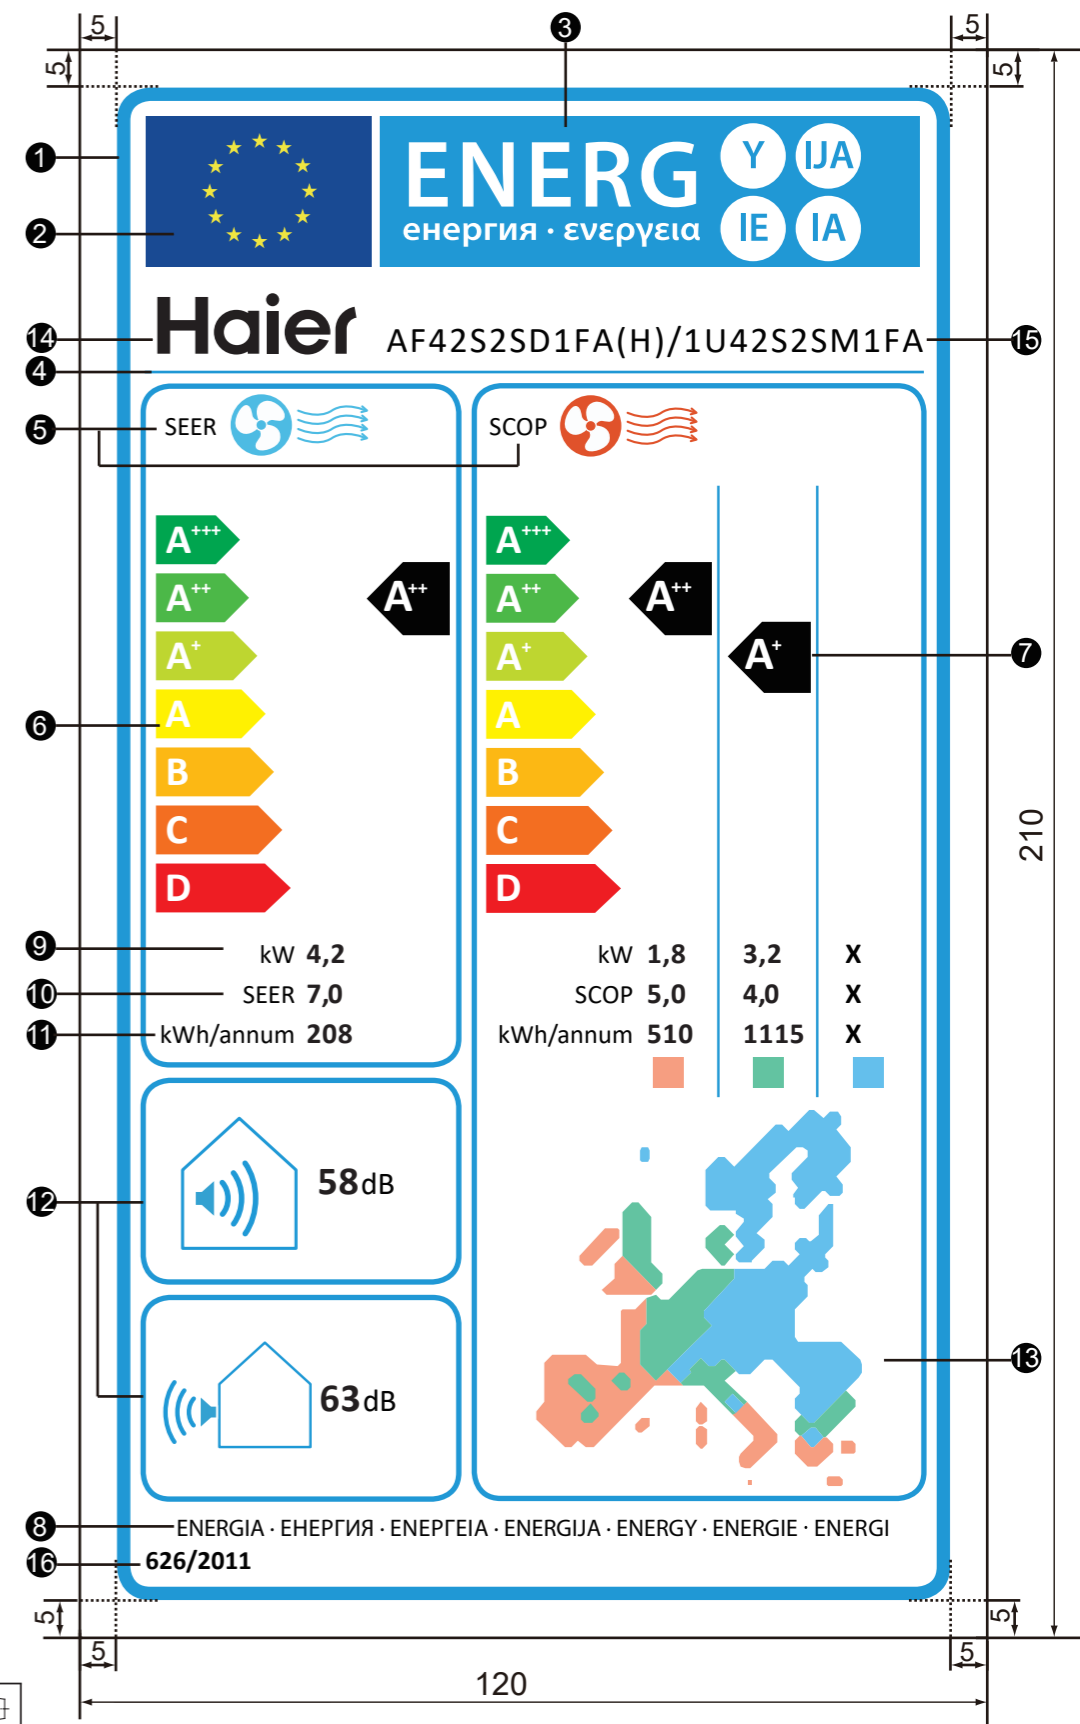 5
3
5
5
5
1
ENERG
Y
IJA
енергия · ενεργεια
IE
IA
2
Haier
14
AF42S2SD1FA(H)/1U42S2SM1FA
15
4
5
SEER
SCOP
A+++
A+++
A++
A++
A++
A++
A+
A+
A+
7
6
A
A
B
B
C
C
D
D
210
9
kW 4,2
kW 1,8 3,2 X
10
SEER 7,0
SCOP 5,0 4,0 X
11
kWh/annum 208
kWh/annum 510 1115 X
12
58dB
13
63dB
8
ENERGIA · ЕНЕРГИЯ · ΕΝΕΡΓΕΙΑ · ENERGIJA · ENERGY · ENERGIE · ENERGI
16
626/2011
5
5
5
5
120